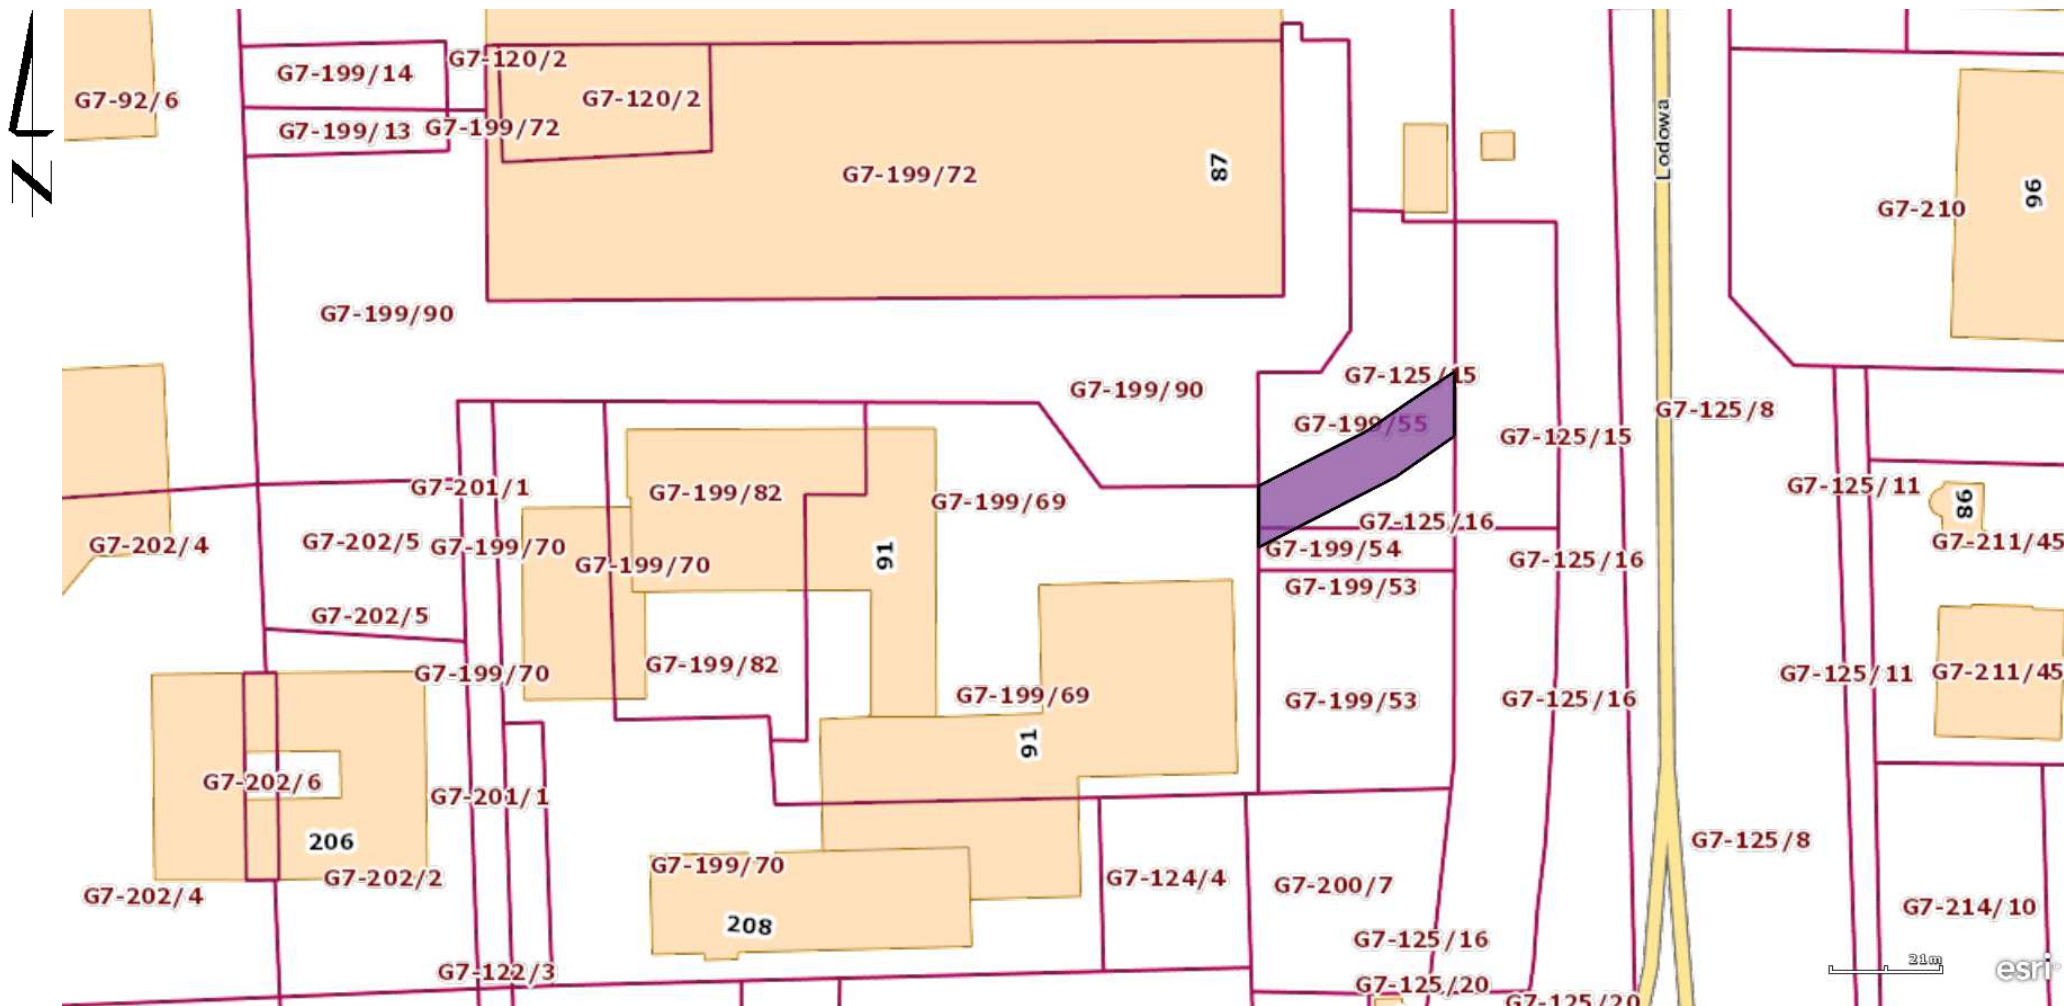 G7-120/2
G7-199/14
G7-92/6
G7-120/2
G7-199/13
G7-199/72
Lodowa
G7-199/72
87
96
G7-210
G7-199/90
G7-125/15
G7-199/90
G7-125/8
G7-199/55
G7-125/15
G7-201/1
G7-199/82
G7-199/69
G7-125/11
86
G7-125/16
G7-202/4
G7-202/5
G7-199/70
G7-199/54
G7-211/45
91
G7-199/70
G7-125/16
G7-199/53
G7-202/5
G7-199/70
G7-199/82
G7-125/11
G7-211/45
G7-199/69
G7-199/53
G7-125/16
91
G7-202/6
G7-201/1
206
G7-125/8
G7-199/70
G7-202/4
G7-202/2
G7-124/4
G7-200/7
G7-214/10
208
G7-125/16
21m
esri
G7-122/3
G7-125/20
G7-125/20
N